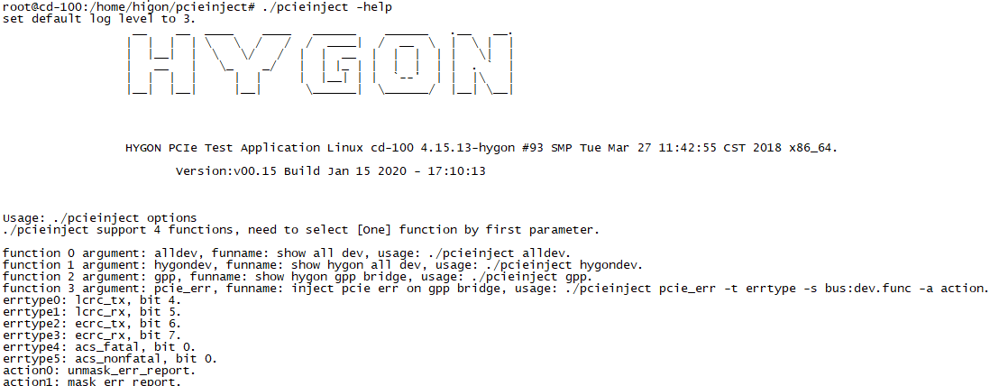 root@cd-100:/home/higon/pcieinject# ./pcieinject -help
set default log level to 3.
HYGON
HYGON PCIe Test Application Linux cd-100 4.15.13-hygon #93 SMP Tue Mar 27 11:42:55 CST 2018 x86_64.
Version:v00.15 Build Jan 15 2020 - 17:10:13
Usage: ./pcieinject options
./pcieinject support 4 functions, need to select [One] function by first parameter.
function 0 argument: alldev, funname: show all dev, usage: ./pcieinject alldev.
function 1 argument: hygondev, funname: show hygon all dev, usage: ./pcieinject hygondev.
function 2 argument: gpp, funname: show hygon gpp bridge, usage: ./pcieinject gpp.
function 3 argument: pcie_err, funname: inject pcie err on gpp bridge, usage: ./pcieinject pcie_err -t errtype -s bus:dev.func -a action.
errtype0: lcrc_tx, bit 4.
errtype1: lcrc_rx, bit 5.
errtype2: ecrc_tx, bit 6.
errtype3: ecrc_rx, bit 7.
errtype4: acs_fatal, bit 0.
errtype5: acs_nonfatal, bit 0.
action0: unmask_err_report.
action1: mask_err_report.